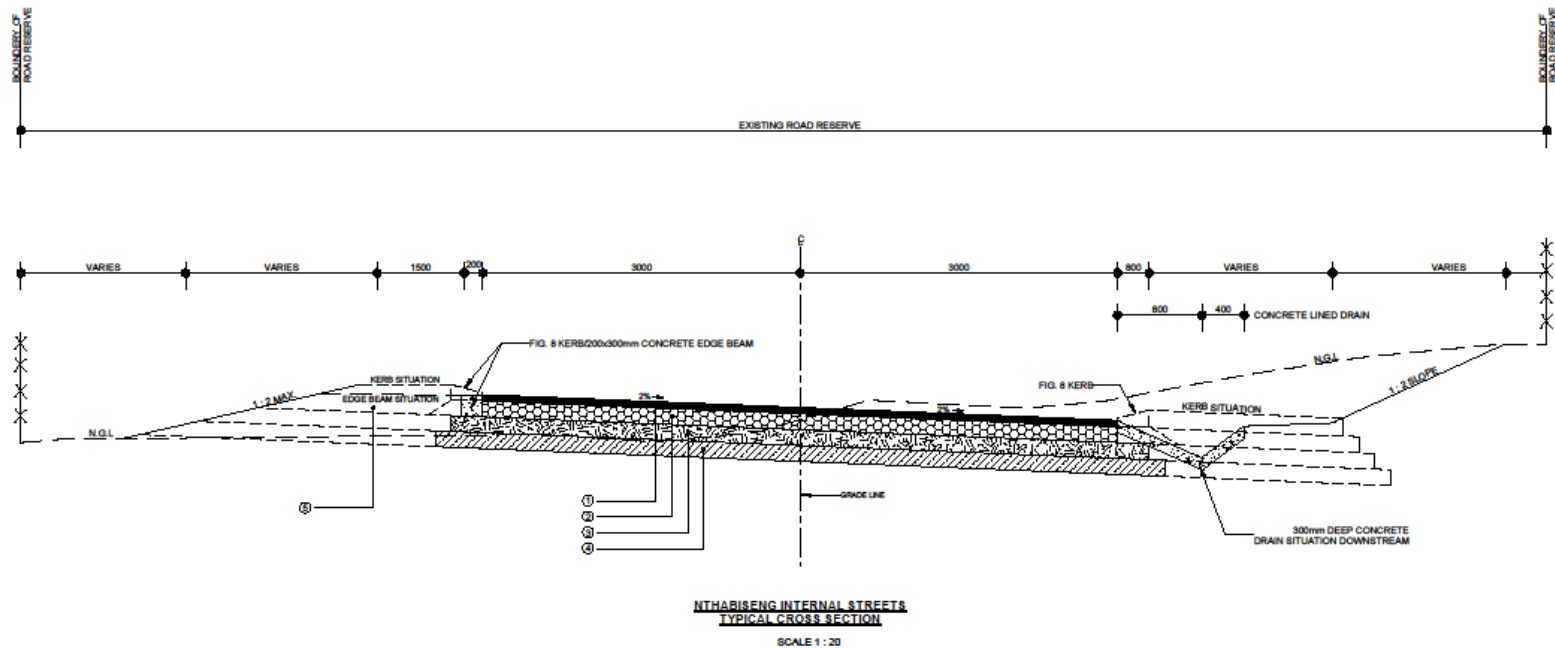 BOUNDERY OF
ROAD RESERVE
BOUNDERY OF
ROAD RESERVE
EXISTING ROAD RESERVE
℄
VARIES
VARIES
1500
200
3000
3000
800
VARIES
VARIES
800
400
CONCRETE LINED DRAIN
FIG. 8 KERB/200x300mm CONCRETE EDGE BEAM
N.G.L
KERB SITUATION
1 : 2 MAX
EDGE BEAM SITUATION
2%
FIG. 8 KERB
1 : 2 SLOPE
KERB SITUATION
2%
N.G.L
5
1
2
3
4
GRADE LINE
300mm DEEP CONCRETE
DRAIN SITUATION DOWNSTREAM
NTHABISENG INTERNAL STREETS
TYPICAL CROSS SECTION
SCALE 1 : 20